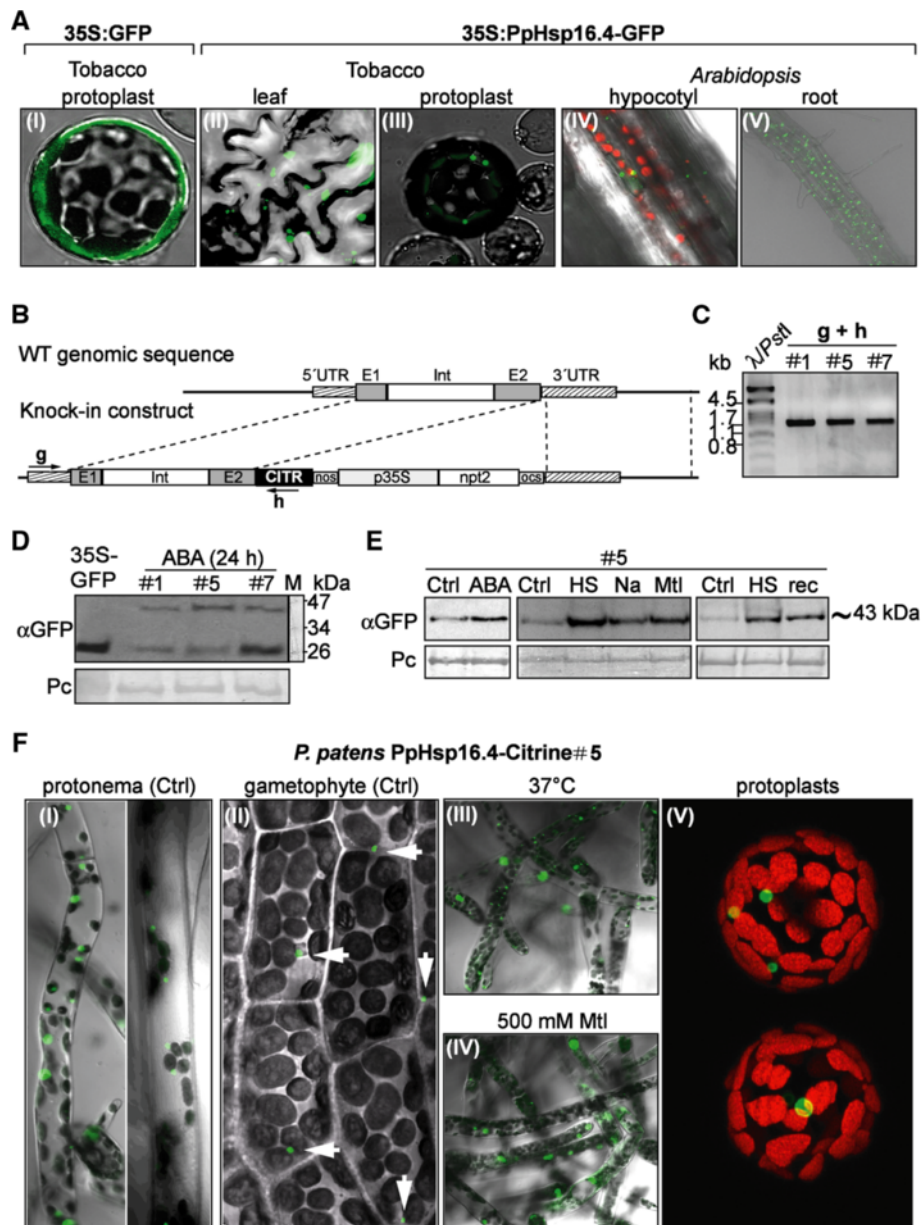 A
35S:GFP
35S:PpHsp16.4-GFP
Tobacco
protoplast
Tobacco
leaf
protoplast
Arabidopsis
hypocotyl
root
(I)
(II)
(III)
(IV)
(V)
B
WT genomic sequence
5´UTR
E1
Int
E2
3´UTR
Knock-in construct
g
E1
Int
E2
CITR
nos
p35S
npt2
ocs
h
C
kb
λ/PstI
g + h
#1 #5 #7
4.5
1.7
1.1
0.8
D
35S-
GFP
ABA (24 h)
#1 #5 #7
M kDa
αGFP
47
34
26
Pc
E
#5
Ctrl ABA
Ctrl HS Na Mtl
Ctrl HS rec
αGFP
~43 kDa
Pc
F
P. patens PpHsp16.4-Citrine#5
protonema (Ctrl)
gametophyte (Ctrl)
37°C
protoplasts
(I)
(II)
(III)
(V)
500 mM Mtl
(IV)